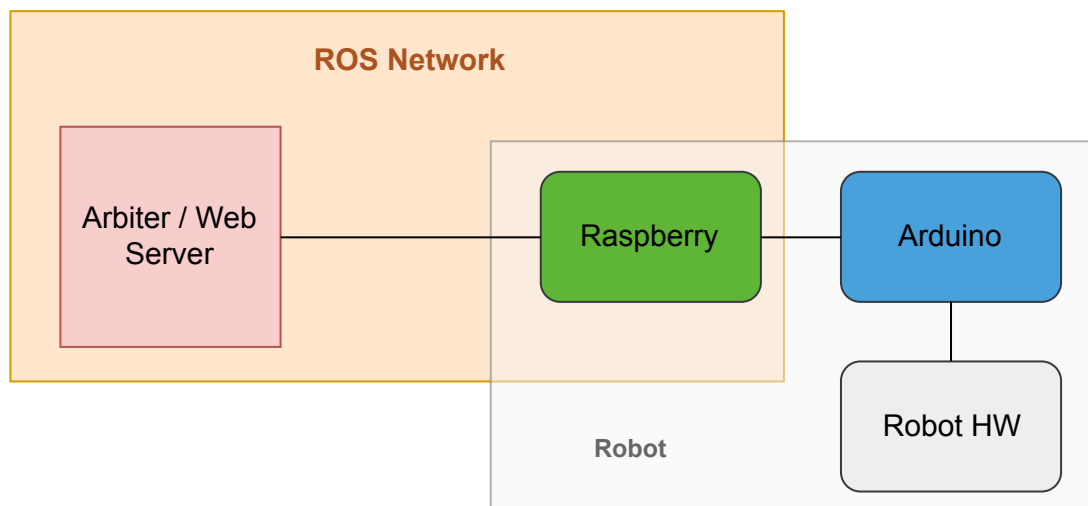 ROS Network
Arbiter / Web
Server
Raspberry
Arduino
Robot HW
Robot